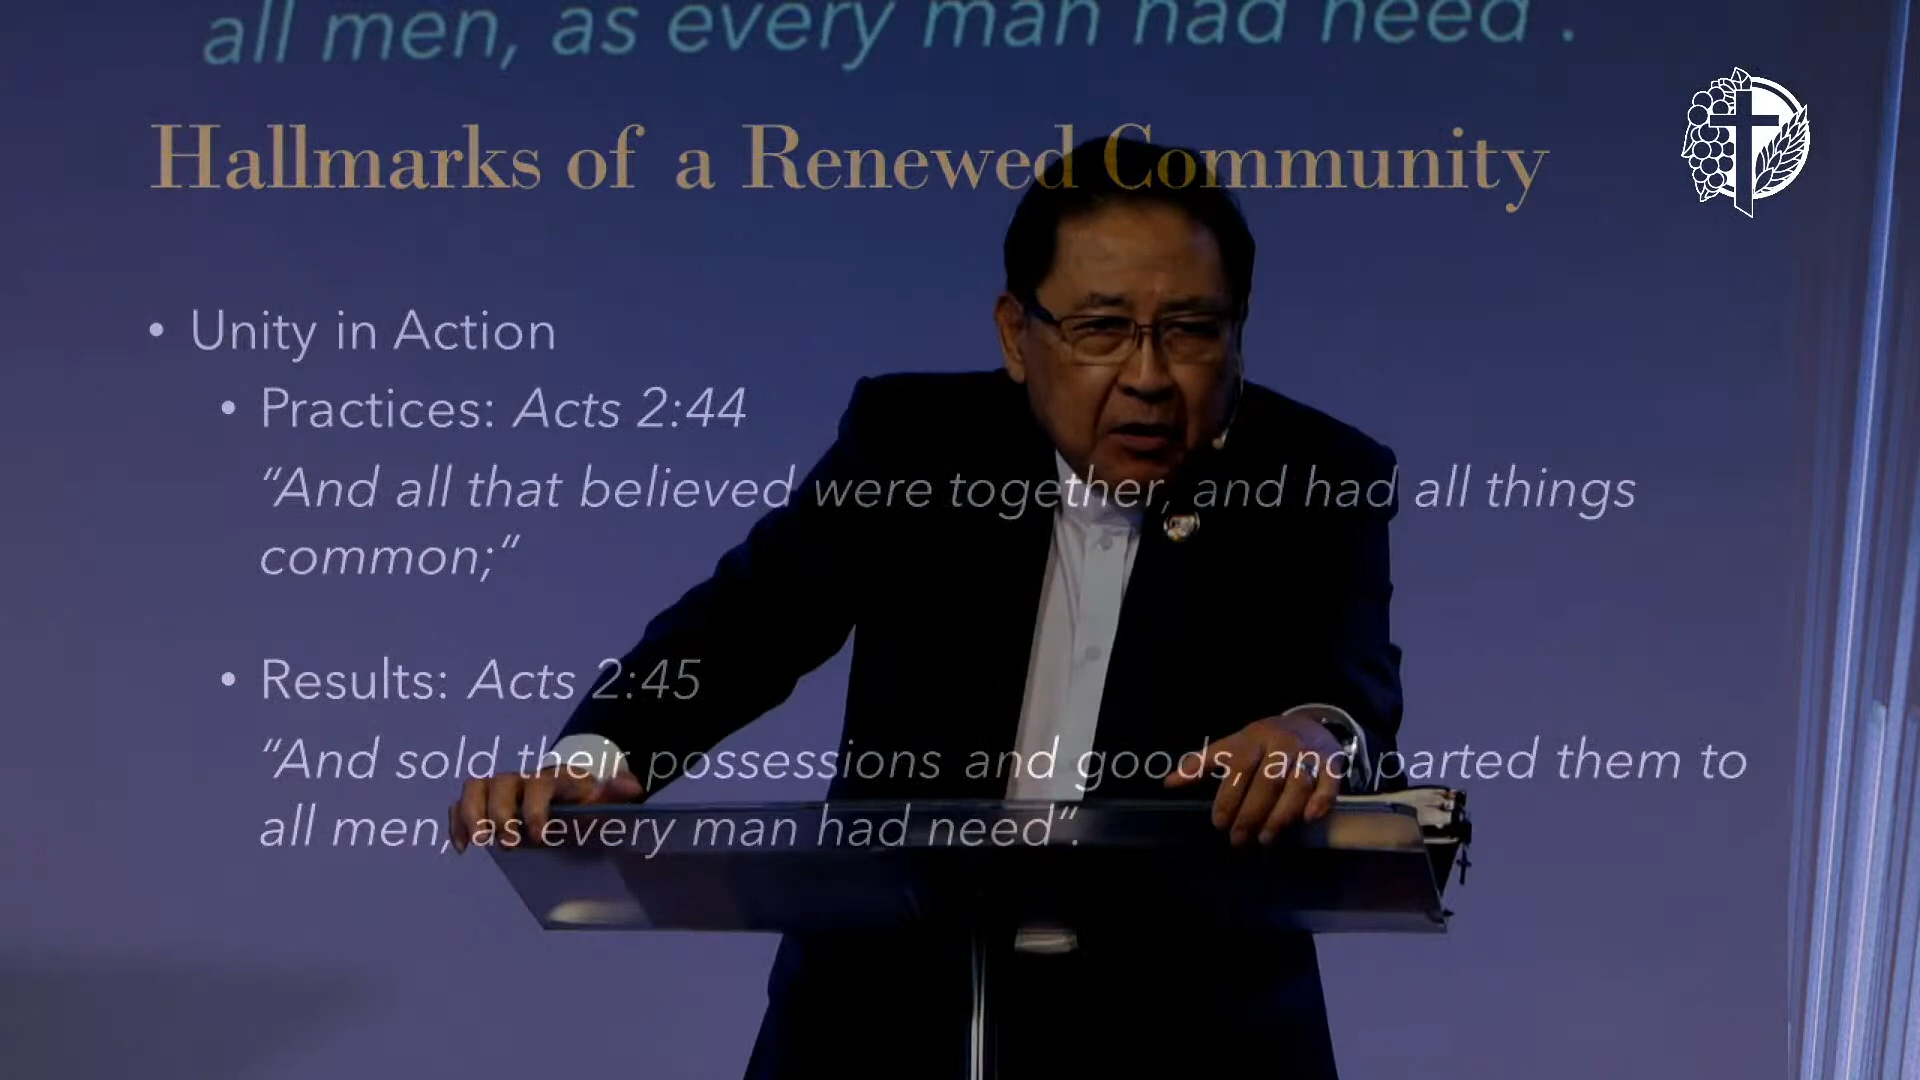 all men, as every man had need .
Hallmarks of a Renewed Community
• Unity in Action
• Practices: Acts 2:44
“And all that believed were together, and had all things
common;“
• Results: Acts 2:45
“And sold their possessions and goods, and parted them to
all men, as every man had need”.